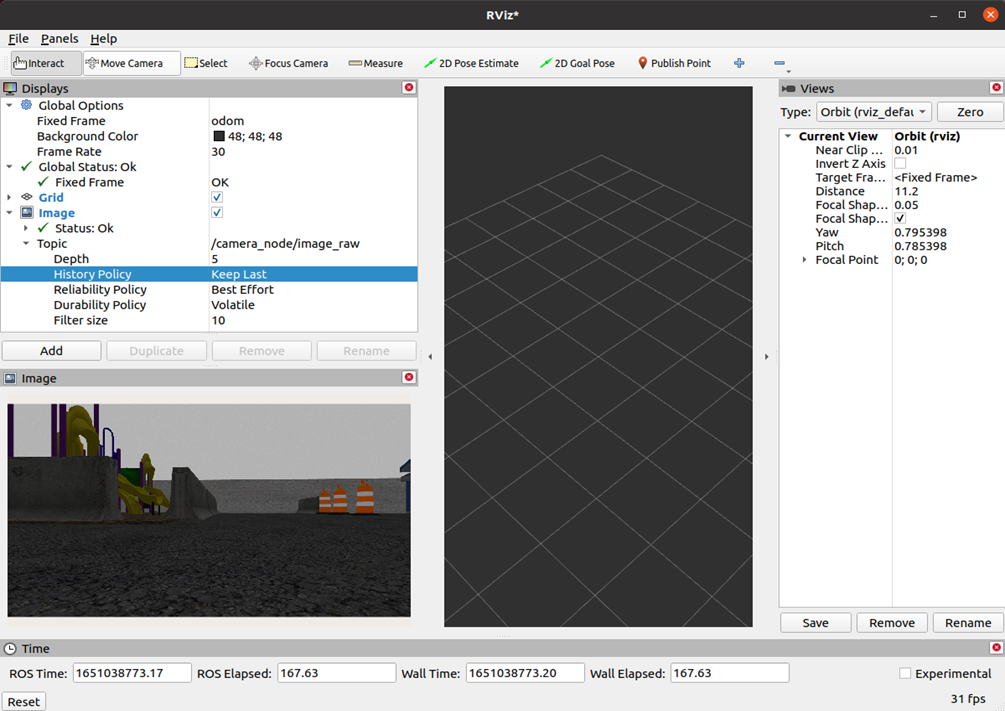 RViz*
File Panels Help
Interact Move Camera Select Focus Camera Measure 2D Pose Estimate 2D Goal Pose Publish Point
Displays
Global Options
Fixed Frame odom
Background Color 48; 48; 48
Frame Rate 30
Global Status: Ok
Fixed Frame OK
Grid
Image
Status: Ok
Topic /camera_node/image_raw
Depth 5
History Policy Keep Last
Reliability Policy Best Effort
Durability Policy Volatile
Filter size 10
Add Duplicate Remove Rename
Image
Views
Type: Orbit (rviz_defau Zero
Current View Orbit (rviz)
Near Clip ... 0.01
Invert Z Axis
Target Fra... <Fixed Frame>
Distance 11.2
Focal Shap... 0.05
Focal Shap...
Yaw 0.795398
Pitch 0.785398
Focal Point 0; 0; 0
Save Remove Rename
Time
ROS Time: 1651038773.17 ROS Elapsed: 167.63 Wall Time: 1651038773.20 Wall Elapsed: 167.63 Experimental
Reset 31 fps